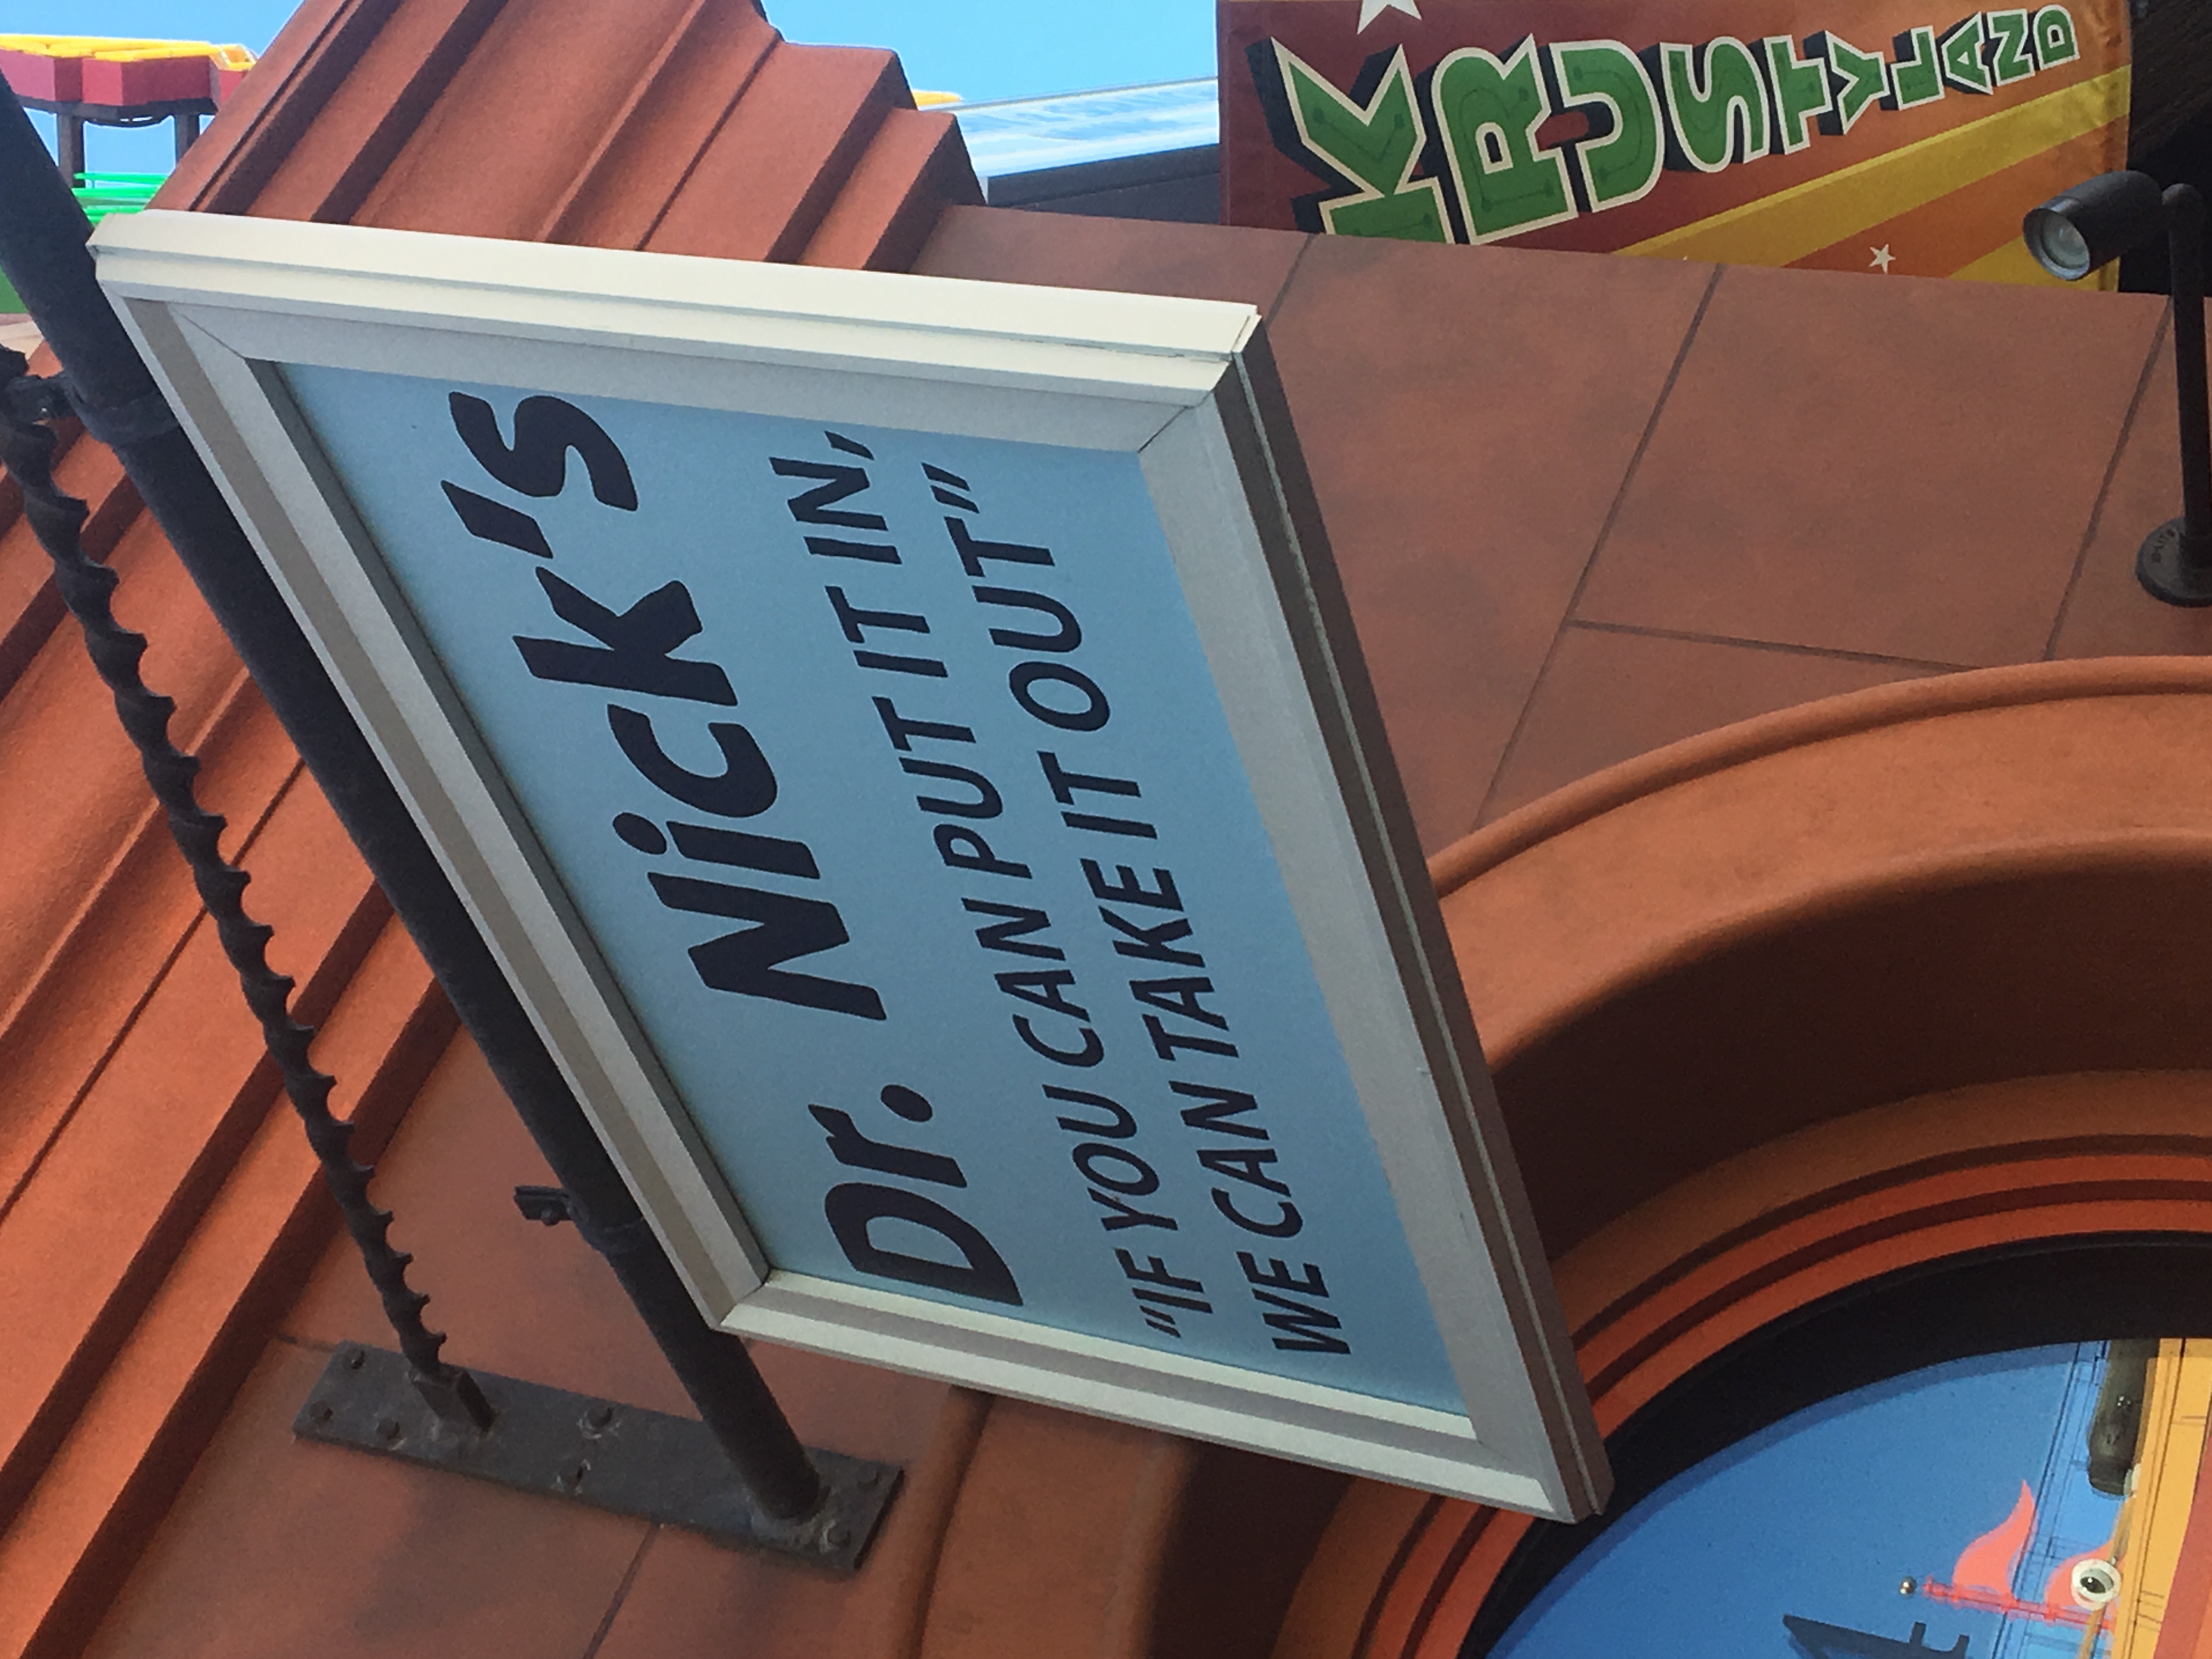 Dr. Nick's
"IF YOU CAN PUT IT IN,
WE CAN TAKE IT OUT"
KRUSTYLAND